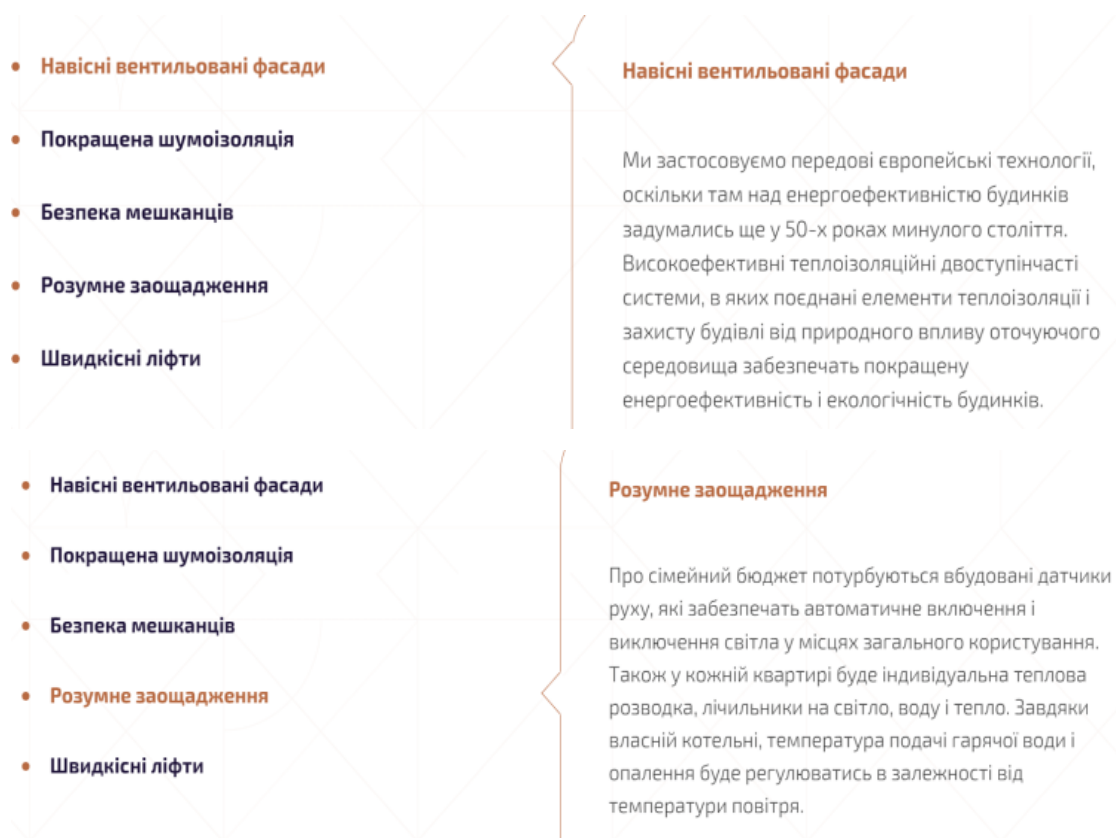 Навісні вентильовані фасади
Покращена шумоізоляція
Безпека мешканців
Розумне заощадження
Швидкісні ліфти
Навісні вентильовані фасади
Ми застосовуємо передові європейські технології,
оскільки там над енергоефективністю будинків
задумались ще у 50-х роках минулого століття.
Високоефективні теплоізоляційні двоступінчасті
системи, в яких поєднані елементи теплоізоляції і
захисту будівлі від природного впливу оточуючого
середовища забезпечать покращену
енергоефективність і екологічність будинків.
Навісні вентильовані фасади
Покращена шумоізоляція
Безпека мешканців
Розумне заощадження
Швидкісні ліфти
Розумне заощадження
Про сімейний бюджет потурбуються вбудовані датчики
руху, які забезпечать автоматичне включення і
виключення світла у місцях загального користування.
Також у кожній квартирі буде індивідуальна теплова
розводка, лічильники на світло, воду і тепло. Завдяки
власній котельні, температура подачі гарячої води і
опалення буде регулюватись в залежності від
температури повітря.